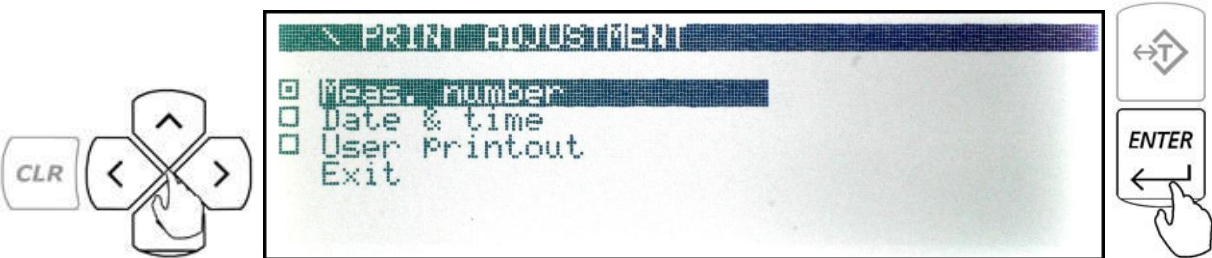 \ PRINT ADJUSTMENT
Meas. number
Date & time
User Printout
Exit
CLR
T
ENTER